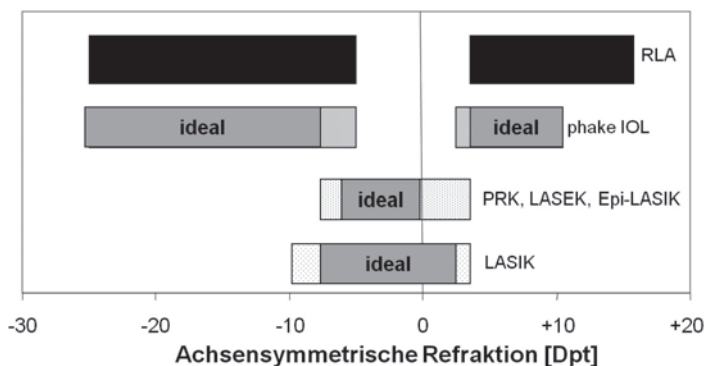 RLA
ideal ideal phake IOL
ideal PRK, LASEK, Epi-LASIK
ideal LASIK
-30 -20 -10 0 +10 +20
Achsensymmetrische Refraktion [Dpt]